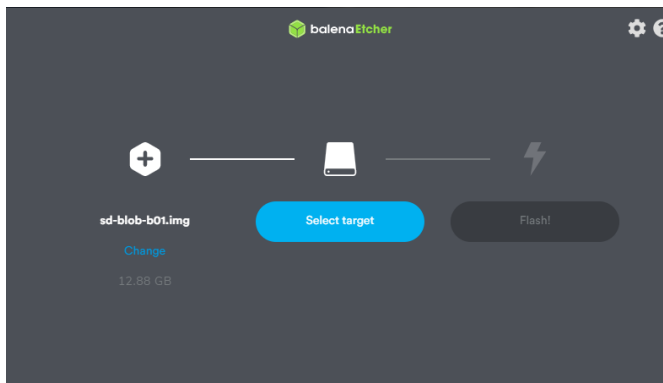 balenaEtcher
sd-blob-b01.img
Select target
Flash!
Change
12.88 GB